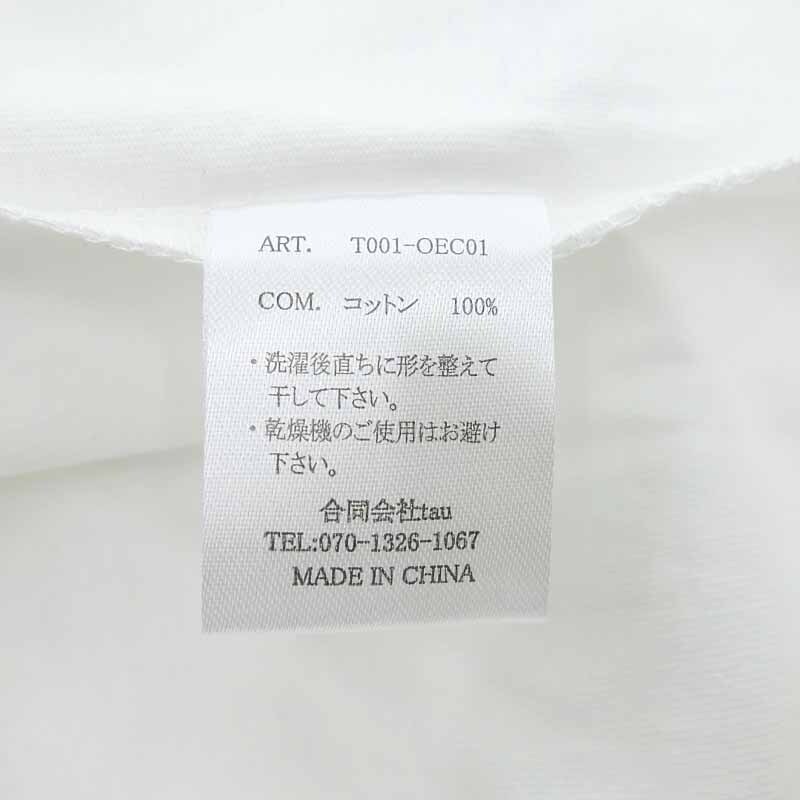 ART. T001-OEC01
COM. コットン 100%
・洗濯後直ちに形を整えて
干して下さい。
・乾燥機のご使用はお避け
下さい。
合同会社tau
TEL:070-1326-1067
MADE IN CHINA